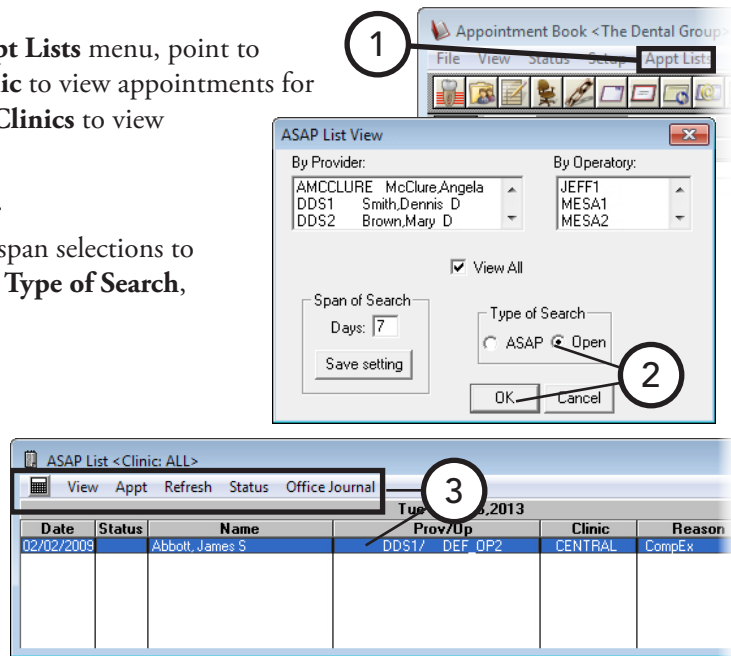 ppt Lists menu, point to
ic to view appointments for
Clinics to view
.
span selections to
Type of Search,
1
Appointment Book <The Dental Group>
File View Status Setup Appt Lists
ASAP List View
By Provider:
By Operatory:
AMCCLURE McClure,Angela
DDS1 Smith,Dennis D
DDS2 Brown,Mary D
JEFF1
MESA1
MESA2
View All
Span of Search
Days: 7
Save setting
Type of Search
ASAP Open
OK Cancel
2
ASAP List <Clinic: ALL>
View Appt Refresh Status Office Journal
3
Tue ,2013
Date Status Name Prov/Op Clinic Reason
02/02/2009 Abbott, James S DDS1/ DEF_OP2 CENTRAL CompEx